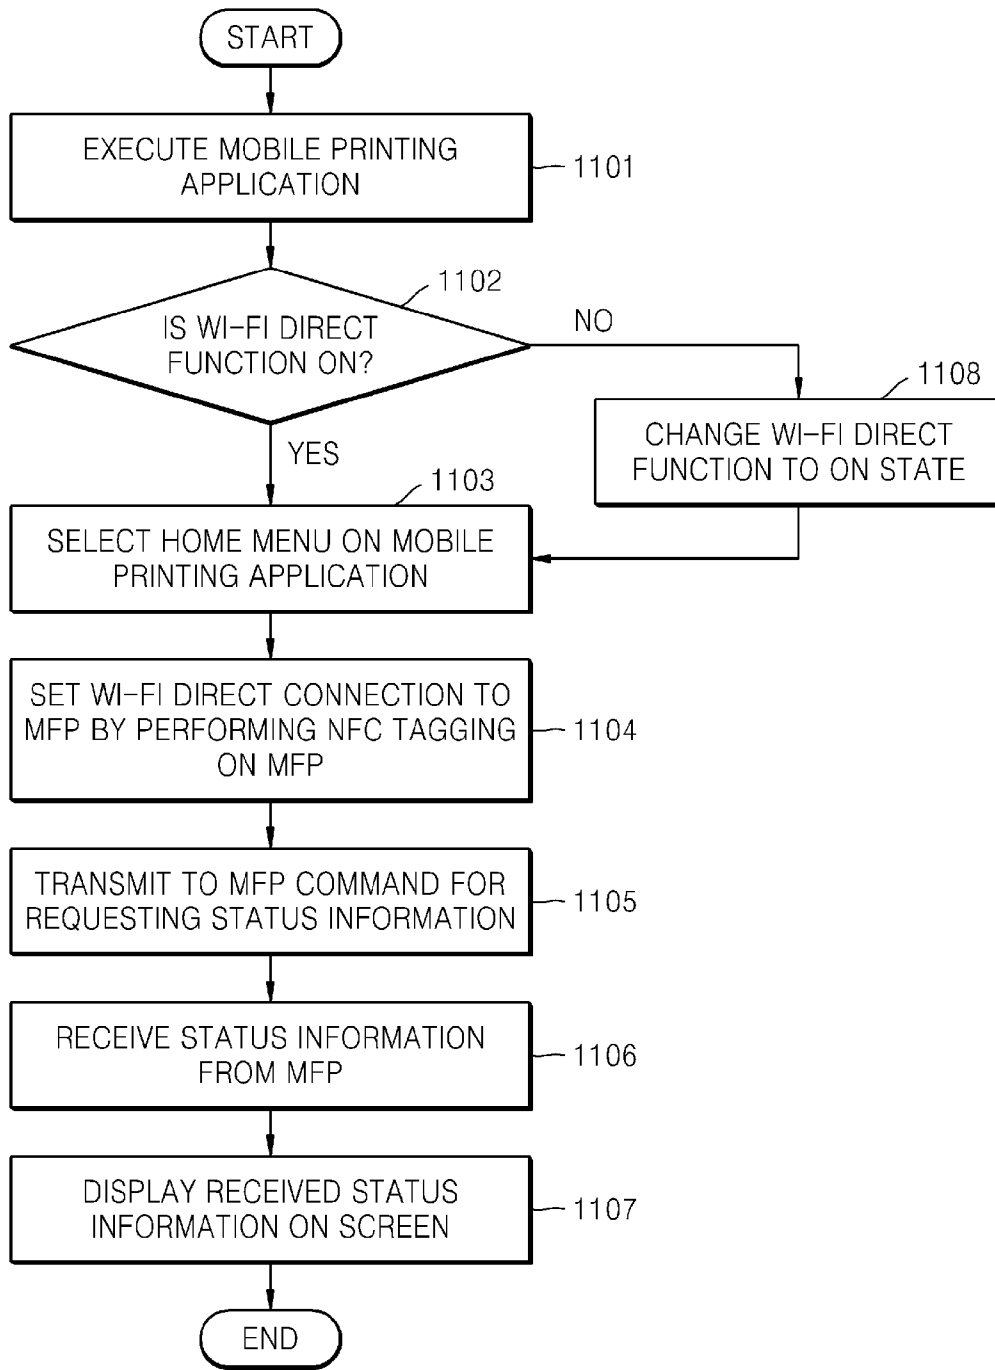 START
EXECUTE MOBILE PRINTING
APPLICATION
1101
1102
IS WI-FI DIRECT
FUNCTION ON?
NO
YES
1108
CHANGE WI-FI DIRECT
FUNCTION TO ON STATE
1103
SELECT HOME MENU ON MOBILE
PRINTING APPLICATION
SET WI-FI DIRECT CONNECTION TO
MFP BY PERFORMING NFC TAGGING
ON MFP
1104
TRANSMIT TO MFP COMMAND FOR
REQUESTING STATUS INFORMATION
1105
RECEIVE STATUS INFORMATION
FROM MFP
1106
DISPLAY RECEIVED STATUS
INFORMATION ON SCREEN
1107
END